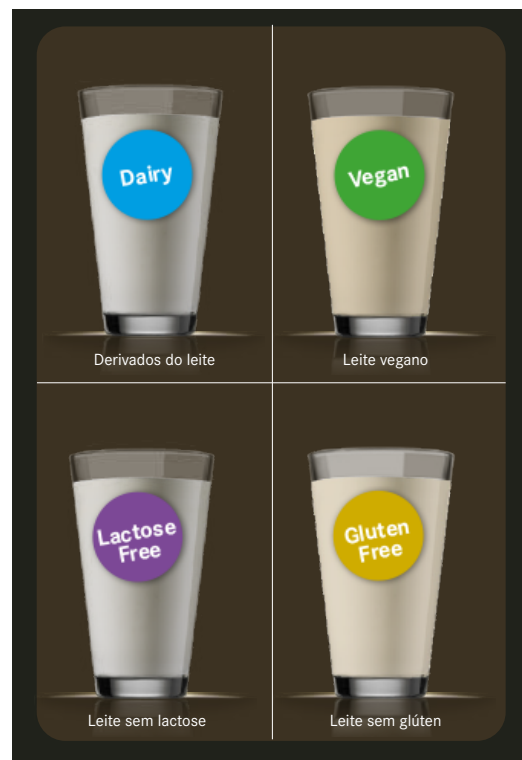 Dairy
Derivados do leite
Vegan
Leite vegano
Lactose
Free
Leite sem lactose
Gluten
Free
Leite sem glúten